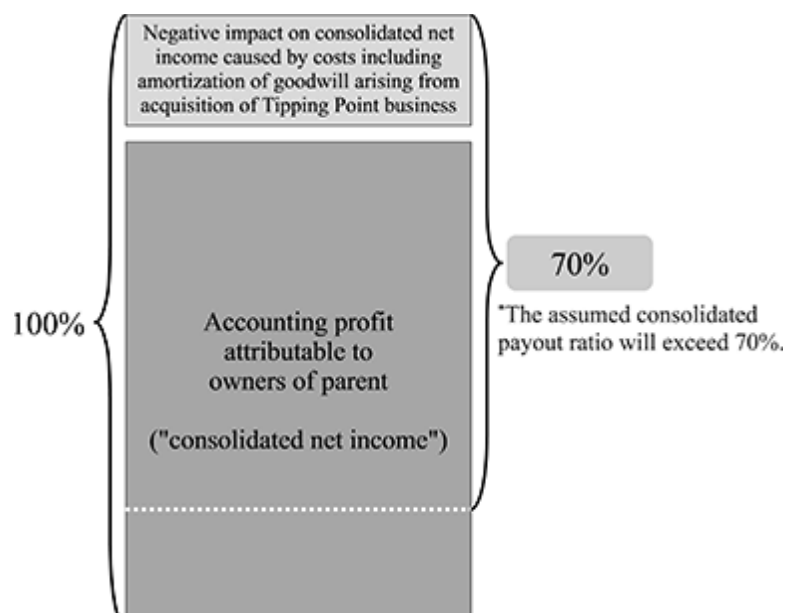 Negative impact on consolidated net
income caused by costs including
amortization of goodwill arising from
acquisition of Tipping Point business
70%
*The assumed consolidated
payout ratio will exceed 70%.
100%
Accounting profit
attributable to
owners of parent
("consolidated net income")